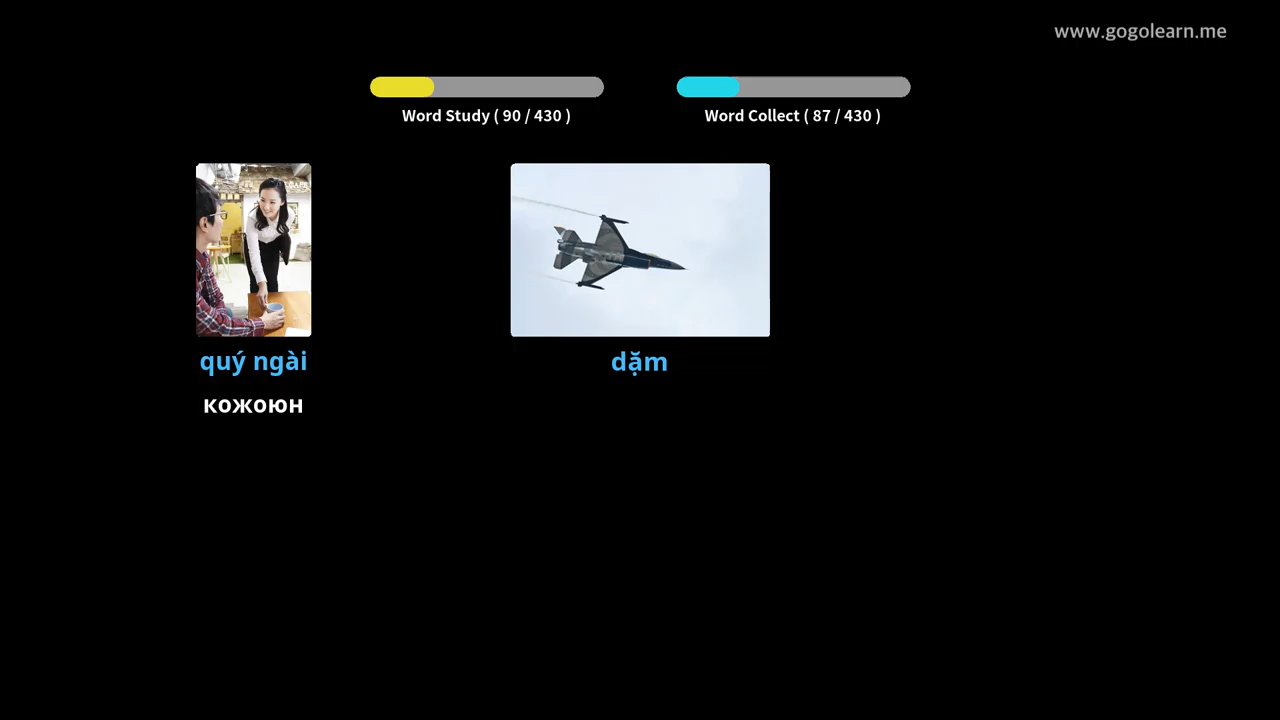 www.gogolearn.me
Word Study ( 90 / 430 )
Word Collect ( 87 / 430 )
quý ngài
dặm
кожоюн